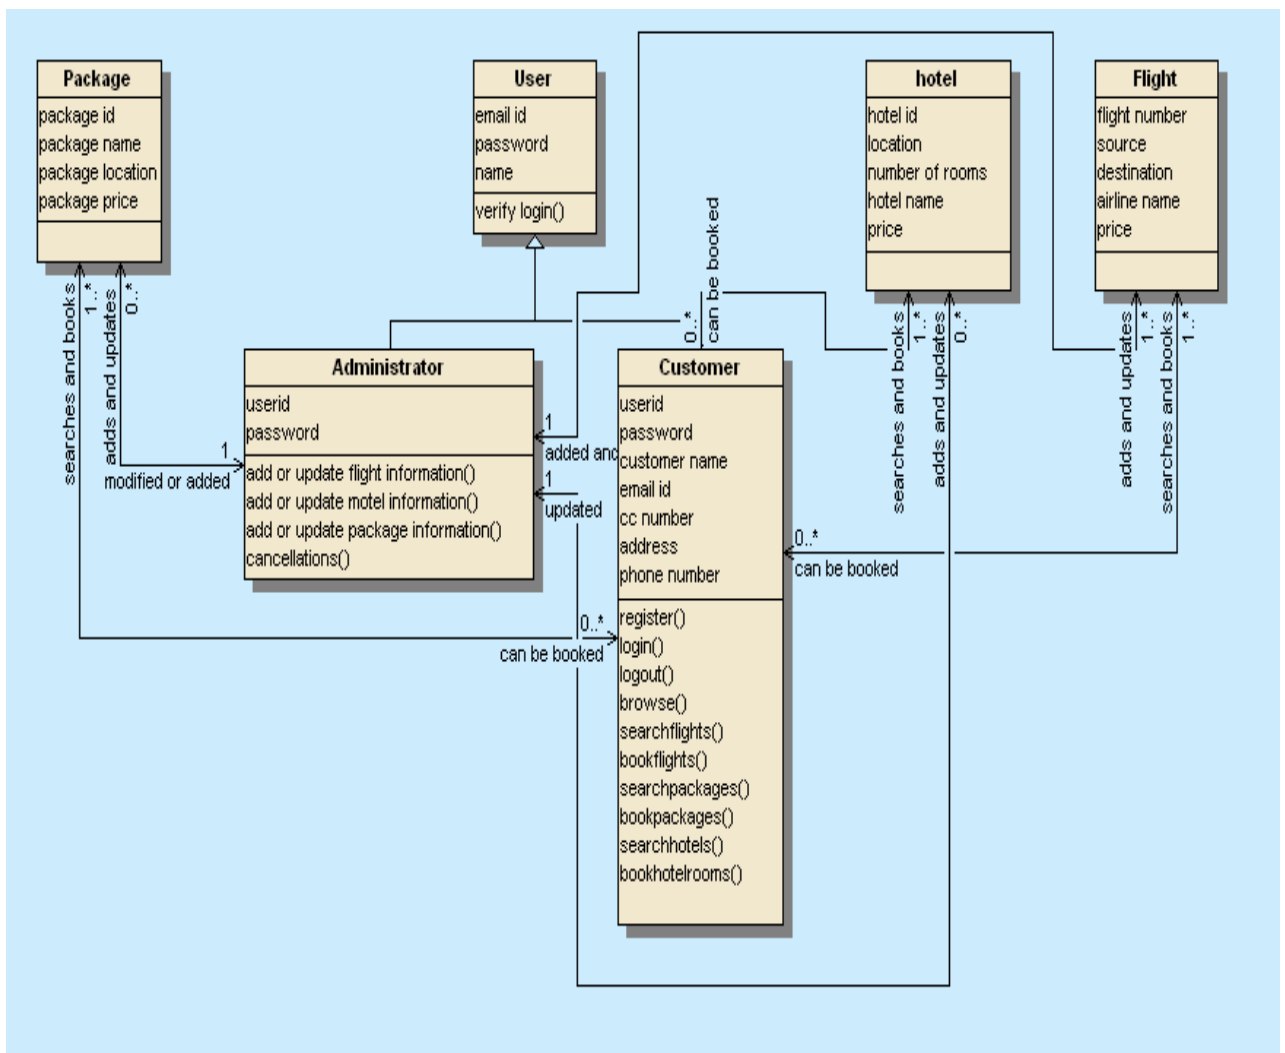 Package
package id
package name
package location
package price
User
email id
password
name
verify login()
hotel
hotel id
location
number of rooms
hotel name
price
Flight
flight number
source
destination
airline name
price
searches and books
1..*
adds and updates
0..*
can be booked
0..*
searches and books
1..*
adds and updates
0..*
adds and updates
1..*
searches and books
1..*
Administrator
userid
password
add or update flight information()
add or update motel information()
add or update package information()
cancellations()
1
modified or added
1
added and
1
updated
Customer
userid
password
customer name
email id
cc number
address
phone number
register()
login()
logout()
browse()
searchflights()
bookflights()
searchpackages()
bookpackages()
searchhotels()
bookhotelrooms()
0..*
can be booked
0..*
can be booked